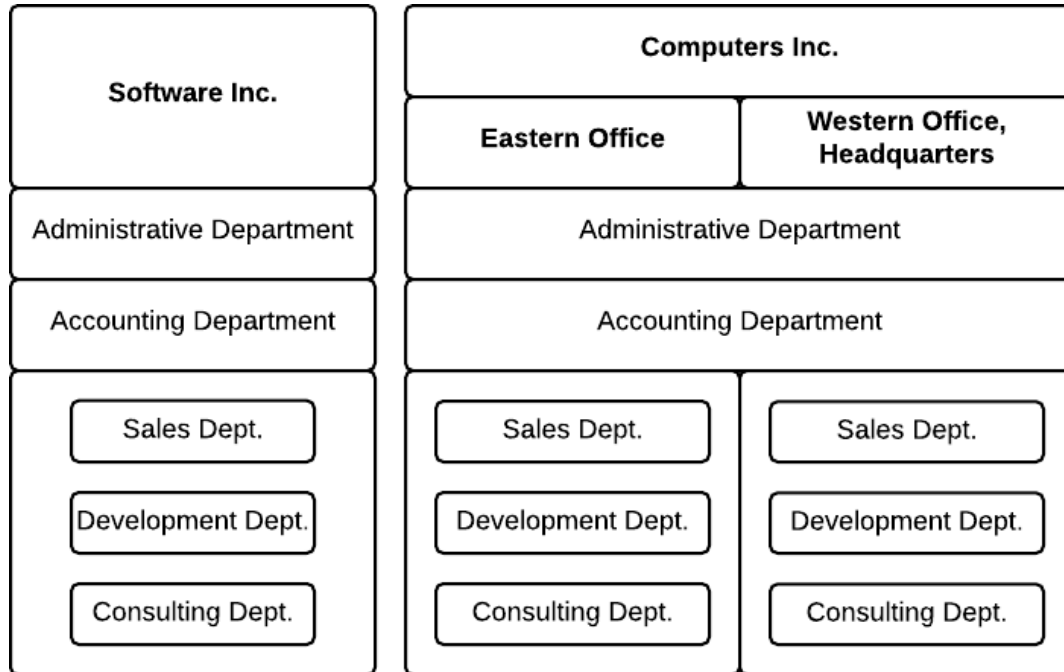 Software Inc.
Computers Inc.
Eastern Office
Western Office,
Headquarters
Administrative Department
Administrative Department
Accounting Department
Accounting Department
Sales Dept.
Sales Dept.
Sales Dept.
Development Dept.
Development Dept.
Development Dept.
Consulting Dept.
Consulting Dept.
Consulting Dept.